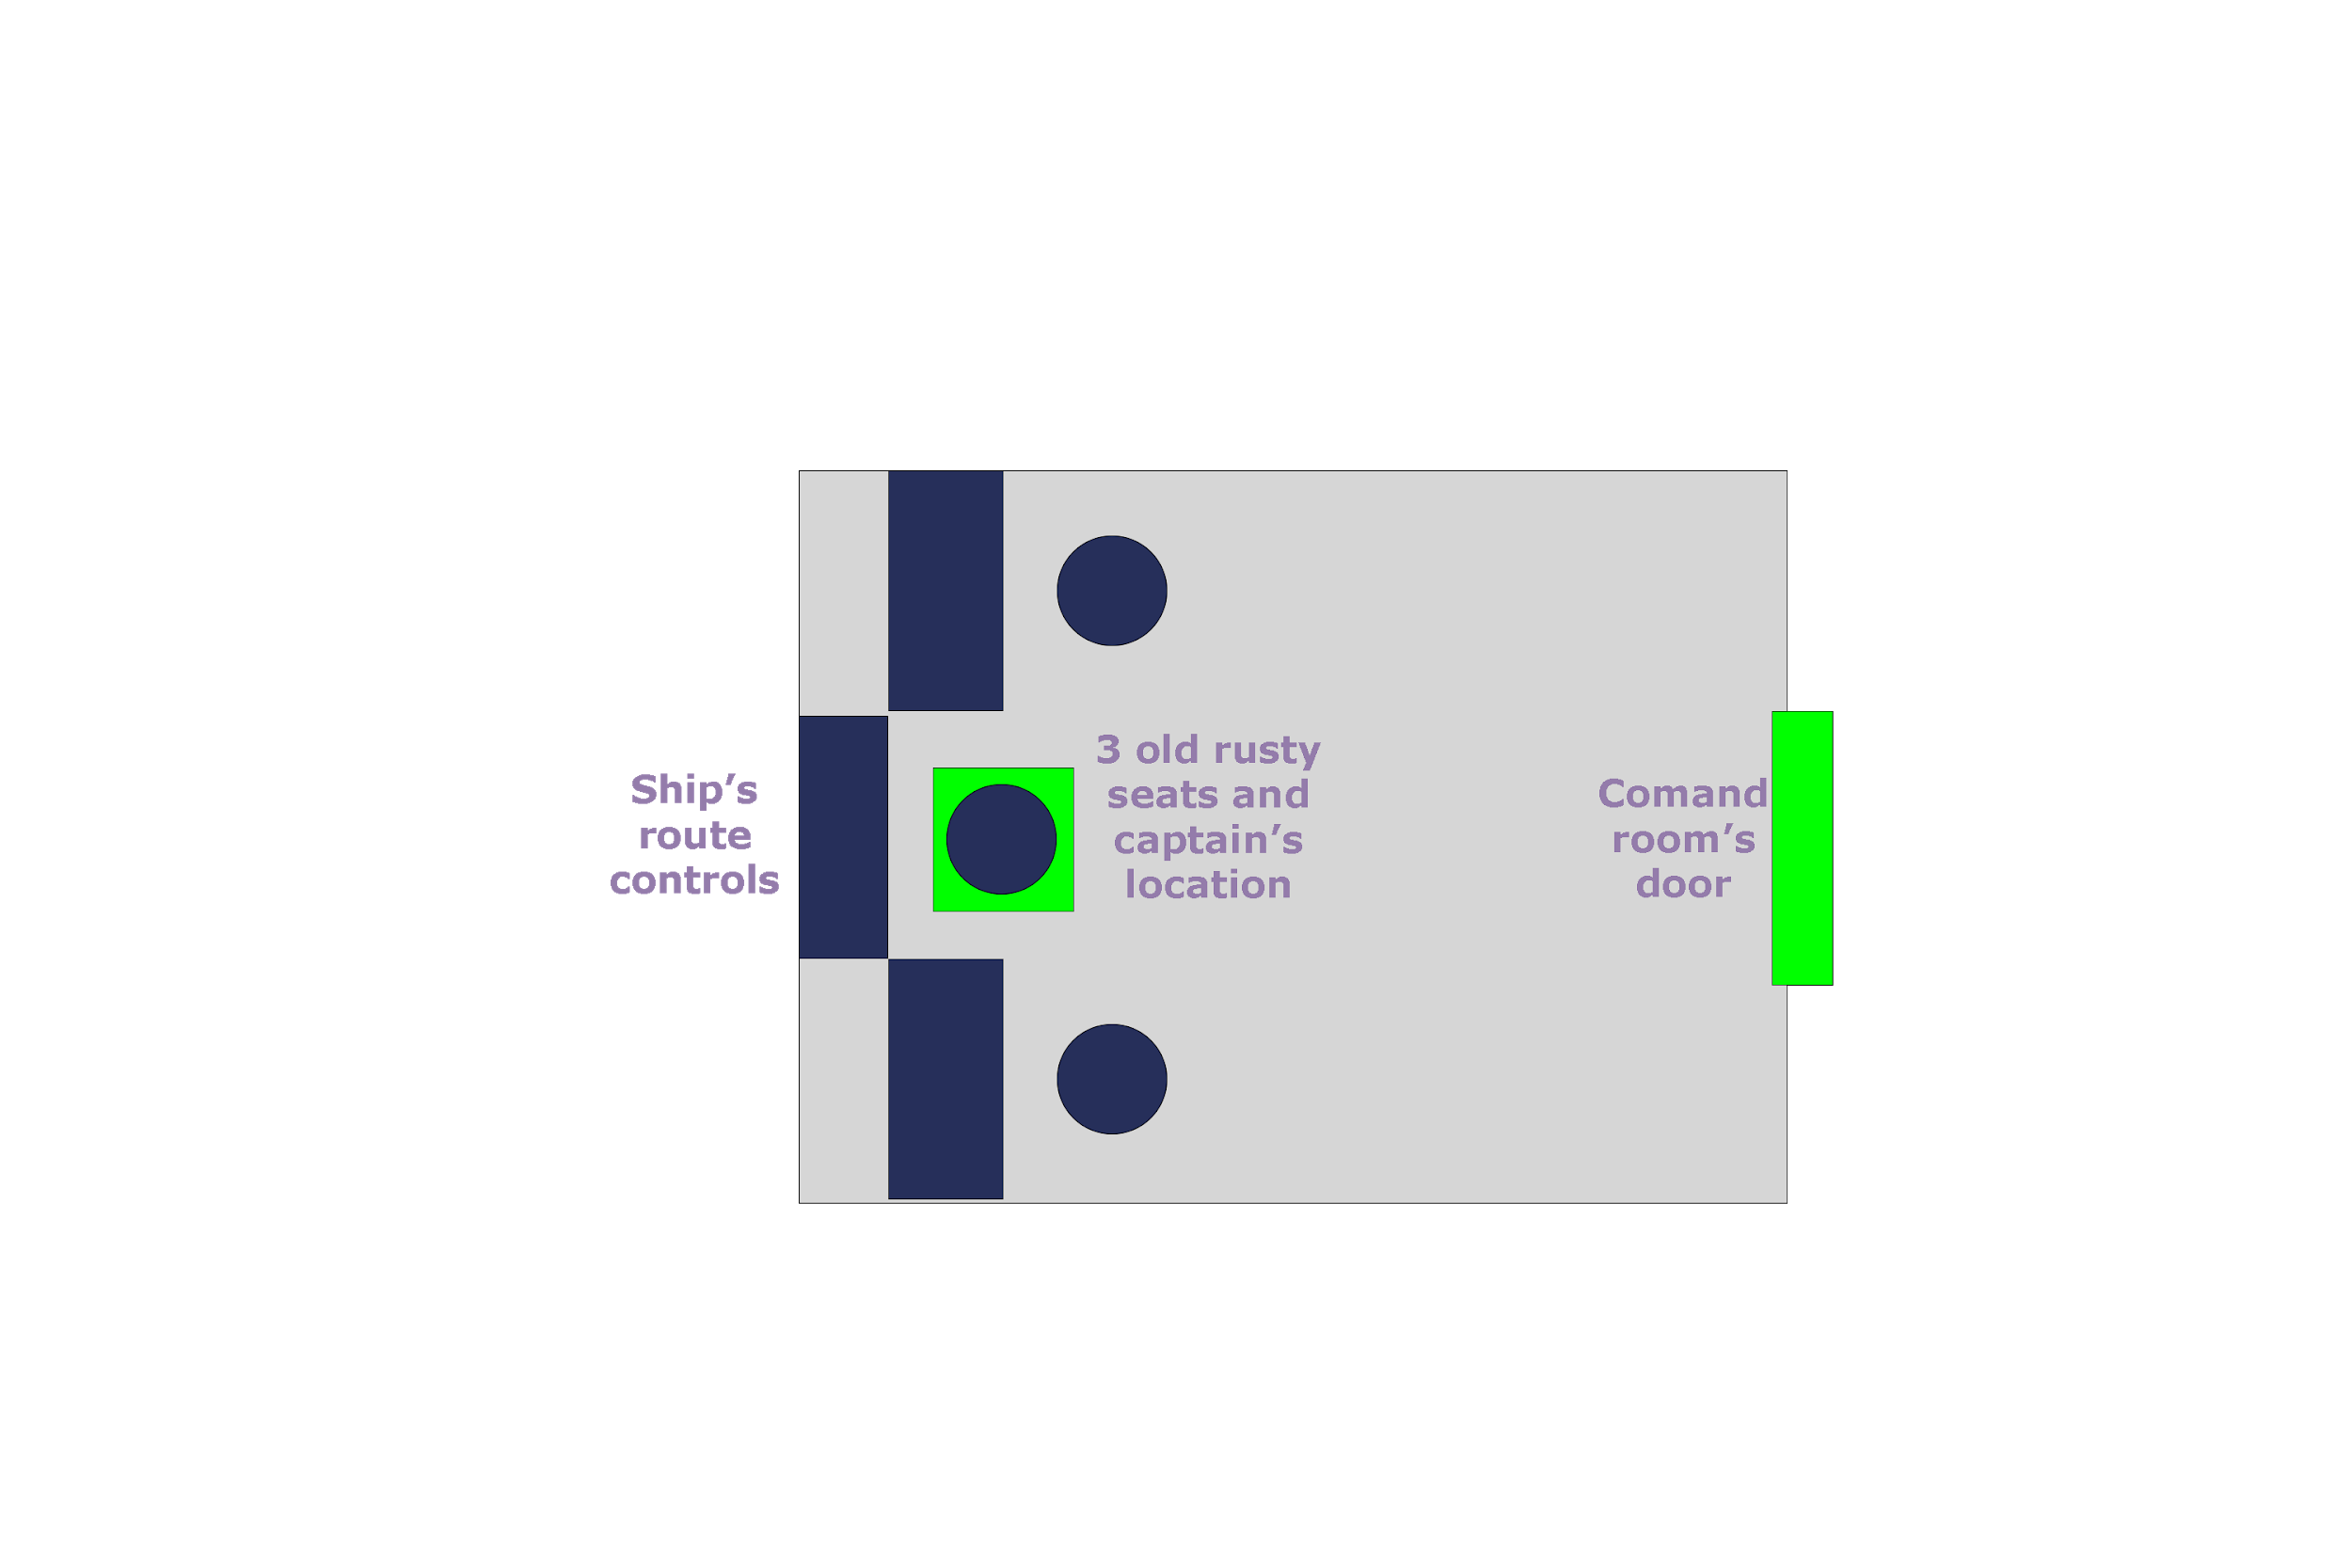 Ship’s
route
controls
3 old rusty
seats and
captain’s
location
Comand
room’s
door